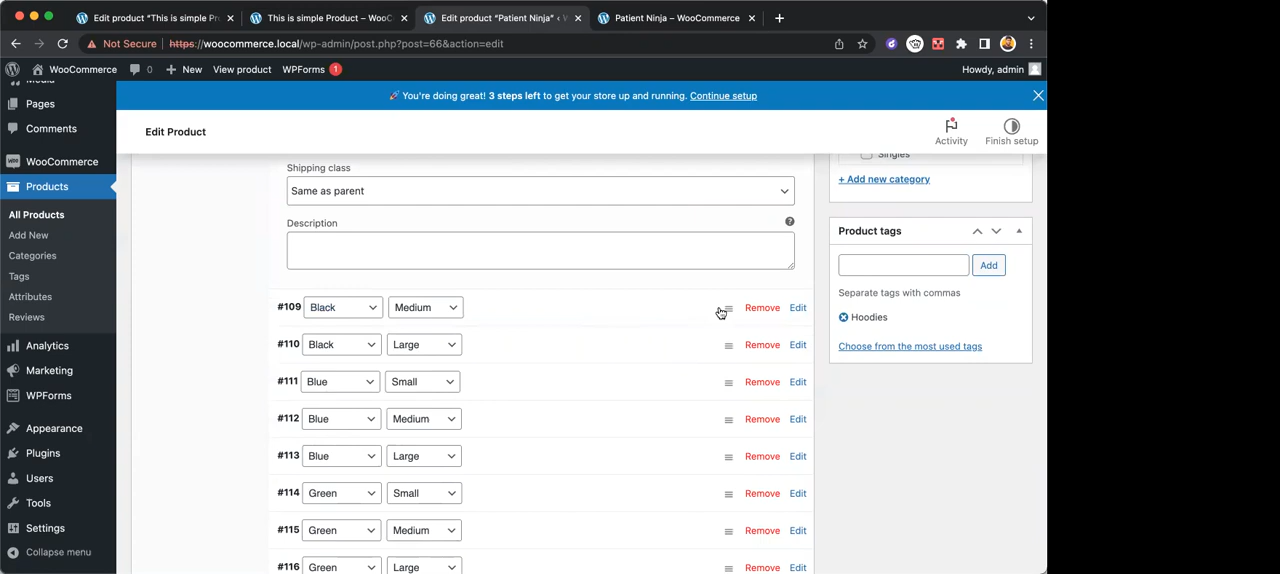 Edit product "This is simple Pr
This is simple Product – WooC
Edit product "Patient Ninja" ‹ W
Patient Ninja – WooCommerce
Not Secure
https://woocommerce.local/wp-admin/post.php?post=66&action=edit
WooCommerce
0
New
View product
WPForms
1
Howdy, admin
Media
Pages
Comments
WooCommerce
Products
All Products
Add New
Categories
Tags
Attributes
Reviews
Analytics
Marketing
WPForms
Appearance
Plugins
Users
Tools
Settings
Collapse menu
🚀 You're doing great! 3 steps left to get your store up and running. Continue setup
Edit Product
Activity
Finish setup
Shipping class
Same as parent
Description
#109 Black Medium Remove Edit
#110 Black Large Remove Edit
#111 Blue Small Remove Edit
#112 Blue Medium Remove Edit
#113 Blue Large Remove Edit
#114 Green Small Remove Edit
#115 Green Medium Remove Edit
#116 Green Large Remove Edit
Singles
+ Add new category
Product tags
Add
Separate tags with commas
Hoodies
Choose from the most used tags